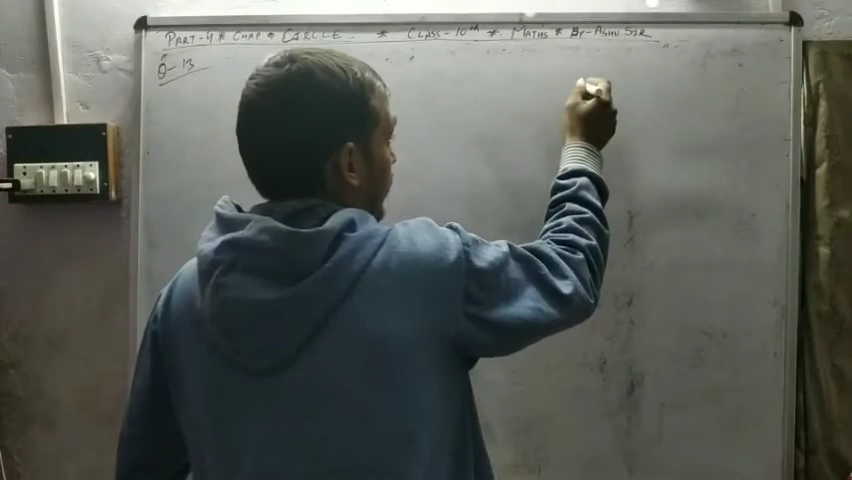 PART-4 * CHAP * CIRCLE. * CLASS-10th * MATHS * BY-ASHU SIR
Q-13